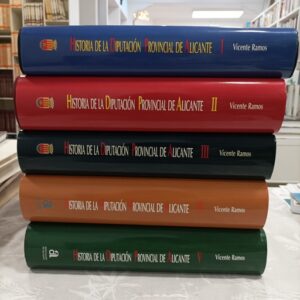 HISTORIA DE LA DIPUTACIÓN PROVINCIAL DE ALICANTE I Vicente Ramos
HISTORIA DE LA DIPUTACIÓN PROVINCIAL DE ALICANTE II Vicente Ramos
HISTORIA DE LA DIPUTACIÓN PROVINCIAL DE ALICANTE III Vicente Ramos
HISTORIA DE LA DIPUTACIÓN PROVINCIAL DE ALICANTE Vicente Ramos
HISTORIA DE LA DIPUTACIÓN PROVINCIAL DE ALICANTE V Vicente Ramos